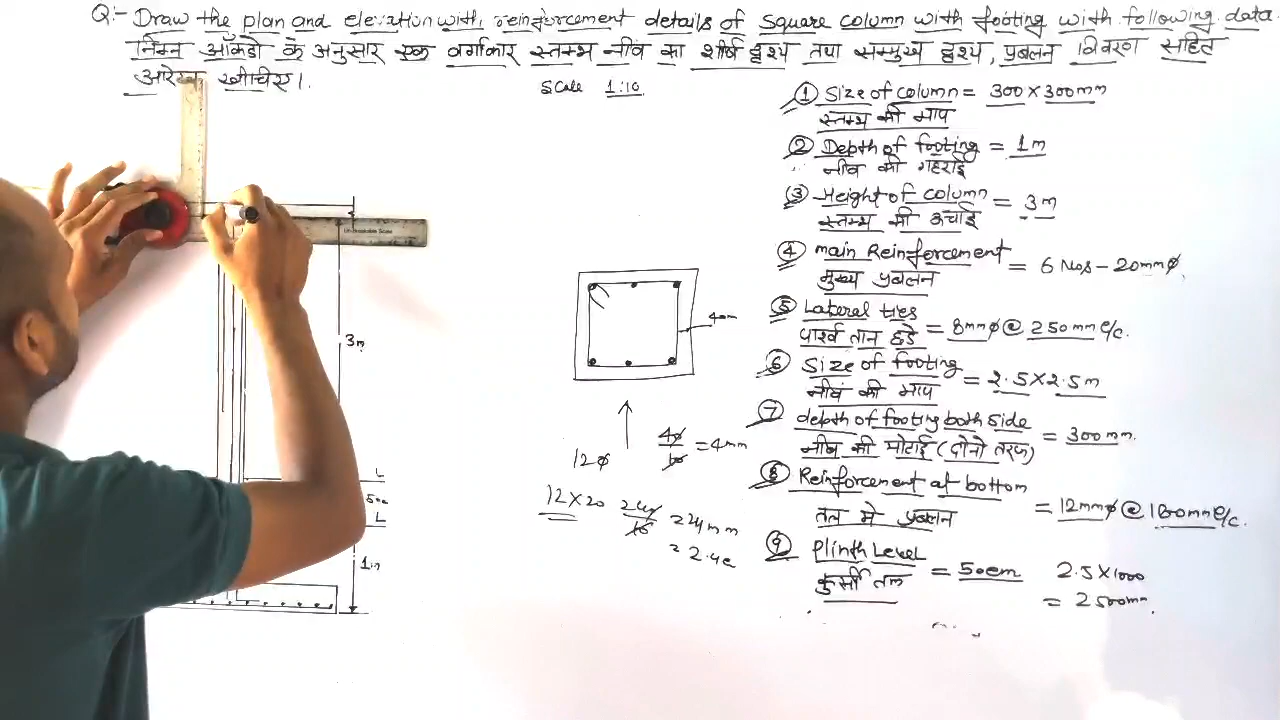 Q:- Draw the plan and elevation with reinforcement details of square column with footing with following data.
निम्न आँकडो के अनुसार एक वर्गाकार स्तम्भ नीव का शीर्ष दृश्य तथा सम्मुख दृश्य, प्रबलन विवरण सहित
आरेख खीचिए।
Scale 1:10
① Size of column = 300 x 300mm
स्तम्भ की माप
② Depth of footing = 1m
नीव की गहराई
③ Height of column = 3m
स्तम्भ की ऊचाई
④ main Reinforcement = 6 Nos - 20mmφ
मुख्य प्रबलन
⑤ Lateral ties = 8mmφ @ 250mm c/c.
पार्श्व तान छडे
⑥ Size of footing = 2.5 x 2.5m
नीव की माप
⑦ depth of footing both side = 300mm.
नीव की मोटाई (दोनो तरफ)
⑧ Reinforcement at bottom = 12mmφ @
तल मे प्रबलन
⑨ Plinth Level = 50cm
कुर्सी तल
2.5 x 1000
= 2500mm.
3m
L
L
1m
12φ
4φ/10 = 4mm
12 x 20
= 24mm